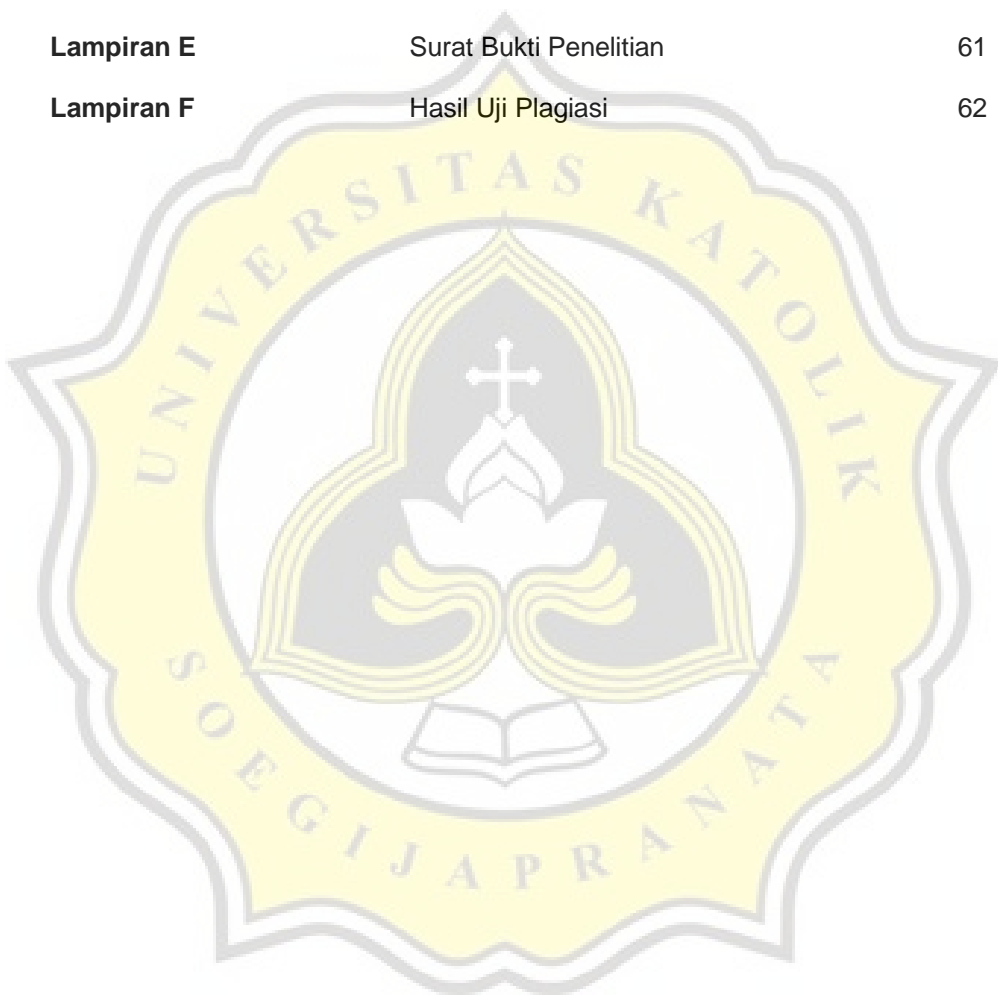 Lampiran E Surat Bukti Penelitian 61
Lampiran F Hasil Uji Plagiasi 62
UNIVERSITAS KATOLIK
SOEGIJAPRANATA